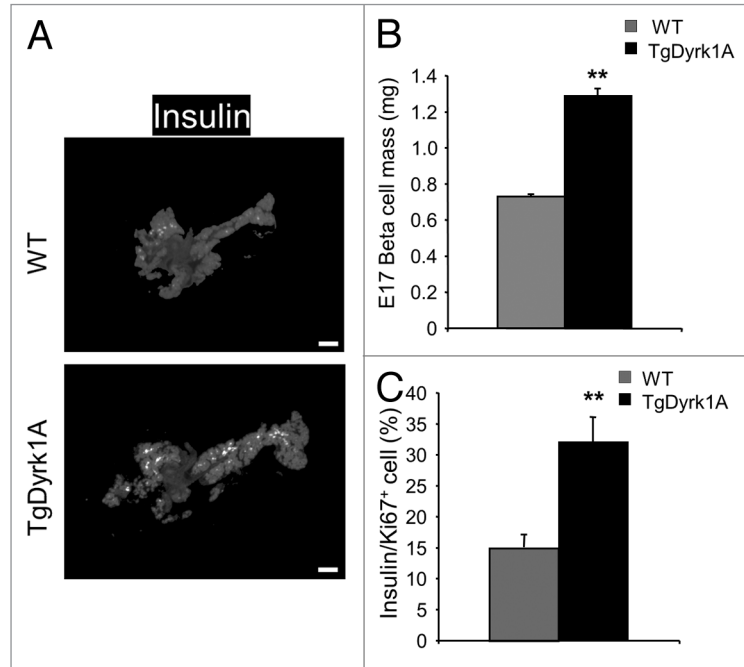 A
Insulin
WT
TgDyrk1A
B
WT
TgDyrk1A
E17 Beta cell mass (mg)
1.4
1.2
1.0
0.8
0.6
0.4
0.2
0
**
C
WT
TgDyrk1A
Insulin/Ki67⁺ cell (%)
40
35
30
25
20
15
10
5
0
**